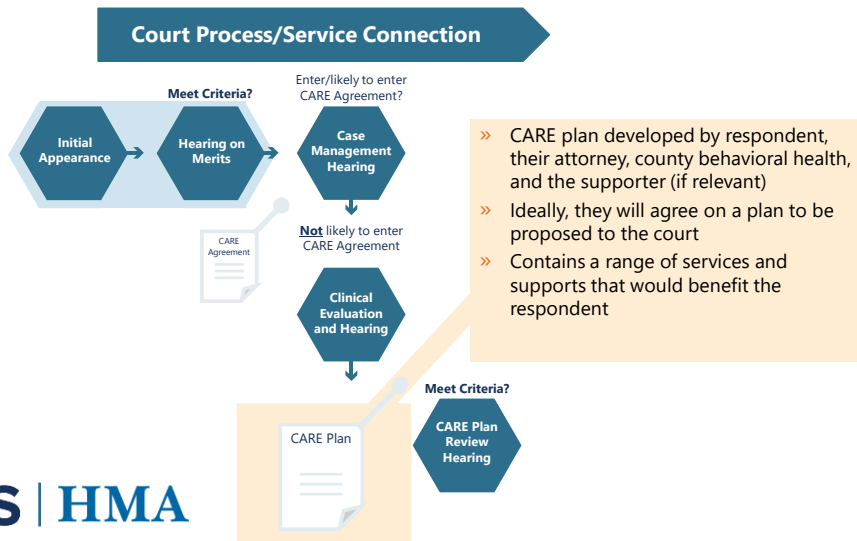 Court Process/Service Connection
Meet Criteria?
Enter/likely to enter
CARE Agreement?
Initial
Appearance
Hearing on
Merits
Case
Management
Hearing
CARE
Agreement
Not likely to enter
CARE Agreement
Clinical
Evaluation
and Hearing
» CARE plan developed by respondent,
their attorney, county behavioral health,
and the supporter (if relevant)
» Ideally, they will agree on a plan to be
proposed to the court
» Contains a range of services and
supports that would benefit the
respondent
CARE Plan
Meet Criteria?
CARE Plan
Review
Hearing
S | HMA